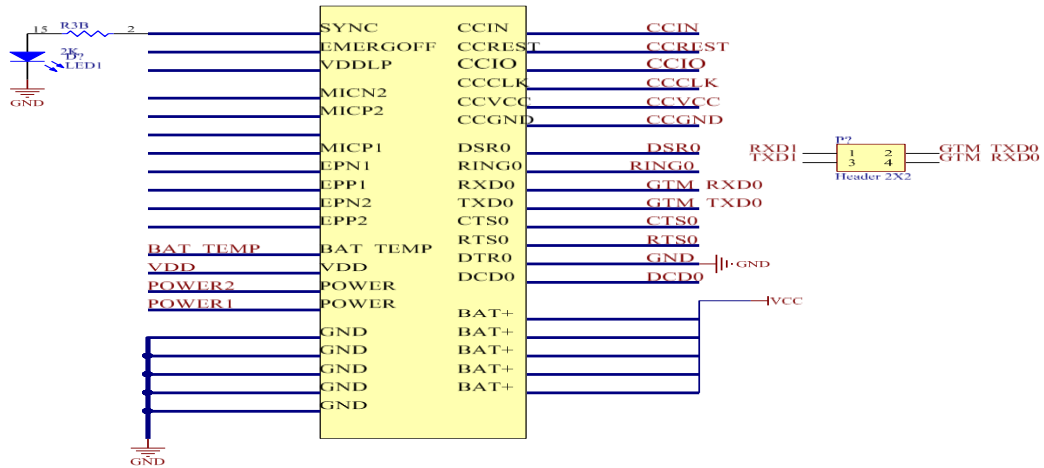 15 R3B 2
2K
D?
LED1
GND
SYNC CCIN CCIN
EMERGOFF CCREST CCREST
VDDLP CCIO CCIO
CCCLK CCCLK
MICN2
CCVCC CCVCC
MICP2
CCGND CCGND
MICP1 DSR0 DSR0
EPN1 RING0 RING0
EPP1 RXD0 GTM RXD0
EPN2 TXD0 GTM TXD0
EPP2 CTS0 CTS0
RTS0 RTS0
BAT TEMP BAT TEMP
DTR0 GND GND
VDD VDD
DCD0 DCD0
POWER2 POWER
POWER1 POWER
VCC
BAT+
GND BAT+
GND BAT+
GND BAT+
GND BAT+
GND
GND
P?
RXD1 1 2 GTM TXD0
TXD1 3 4 GTM RXD0
Header 2X2